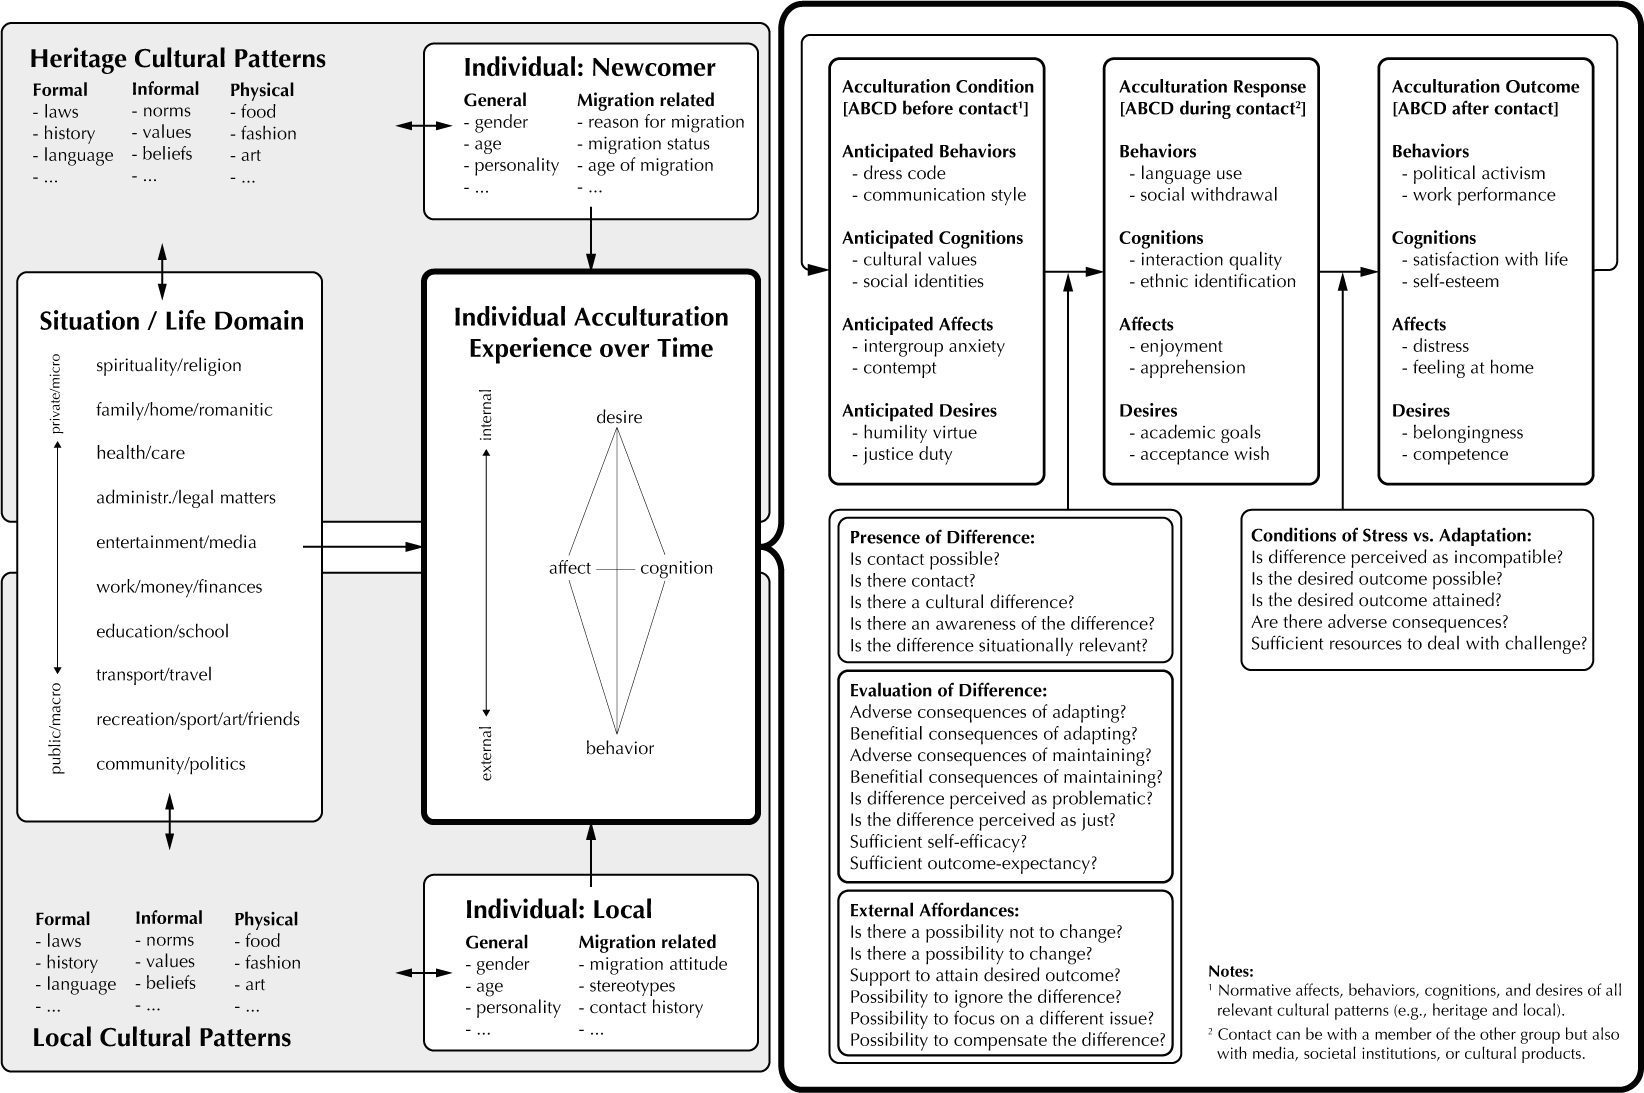 Heritage Cultural Patterns
Formal
- laws
- history
- language
- ...
Informal
- norms
- values
- beliefs
- ...
Physical
- food
- fashion
- art
- ...
Individual: Newcomer
General
- gender
- age
- personality
- ...
Migration related
- reason for migration
- migration status
- age of migration
- ...
Situation / Life Domain
private/micro
public/macro
spirituality/religion
family/home/romanitic
health/care
administr./legal matters
entertainment/media
work/money/finances
education/school
transport/travel
recreation/sport/art/friends
community/politics
Individual Acculturation
Experience over Time
internal
external
desire
affect
cognition
behavior
Formal
- laws
- history
- language
- ...
Informal
- norms
- values
- beliefs
- ...
Physical
- food
- fashion
- art
- ...
Local Cultural Patterns
Individual: Local
General
- gender
- age
- personality
- ...
Migration related
- migration attitude
- stereotypes
- contact history
- ...
Acculturation Condition
[ABCD before contact¹]
Anticipated Behaviors
- dress code
- communication style
Anticipated Cognitions
- cultural values
- social identities
Anticipated Affects
- intergroup anxiety
- contempt
Anticipated Desires
- humility virtue
- justice duty
Acculturation Response
[ABCD during contact²]
Behaviors
- language use
- social withdrawal
Cognitions
- interaction quality
- ethnic identification
Affects
- enjoyment
- apprehension
Desires
- academic goals
- acceptance wish
Acculturation Outcome
[ABCD after contact]
Behaviors
- political activism
- work performance
Cognitions
- satisfaction with life
- self-esteem
Affects
- distress
- feeling at home
Desires
- belongingness
- competence
Presence of Difference:
Is contact possible?
Is there contact?
Is there a cultural difference?
Is there an awareness of the difference?
Is the difference situationally relevant?
Evaluation of Difference:
Adverse consequences of adapting?
Benefitial consequences of adapting?
Adverse consequences of maintaining?
Benefitial consequences of maintaining?
Is difference perceived as problematic?
Is the difference perceived as just?
Sufficient self-efficacy?
Sufficient outcome-expectancy?
External Affordances:
Is there a possibility not to change?
Is there a possibility to change?
Support to attain desired outcome?
Possibility to ignore the difference?
Possibility to focus on a different issue?
Possibility to compensate the difference?
Conditions of Stress vs. Adaptation:
Is difference perceived as incompatible?
Is the desired outcome possible?
Is the desired outcome attained?
Are there adverse consequences?
Sufficient resources to deal with challenge?
Notes:
¹ Normative affects, behaviors, cognitions, and desires of all
relevant cultural patterns (e.g., heritage and local).
² Contact can be with a member of the other group but also
with media, societal institutions, or cultural products.